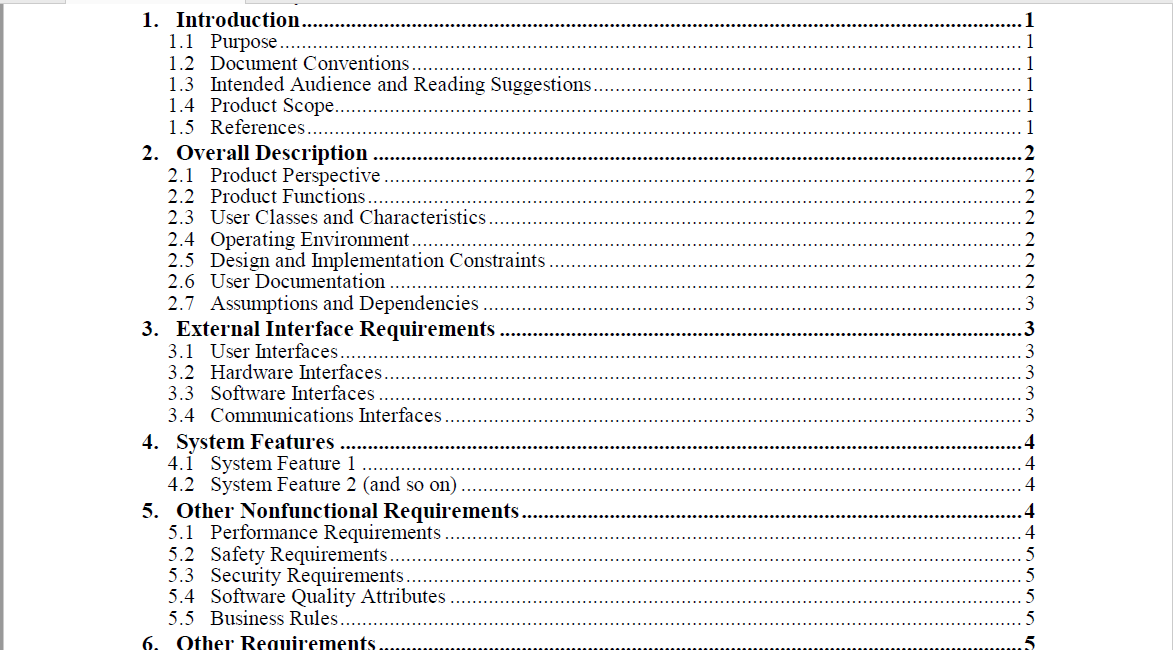 1. Introduction..........1
1.1 Purpose..........1
1.2 Document Conventions..........1
1.3 Intended Audience and Reading Suggestions..........1
1.4 Product Scope..........1
1.5 References..........1
2. Overall Description..........2
2.1 Product Perspective..........2
2.2 Product Functions..........2
2.3 User Classes and Characteristics..........2
2.4 Operating Environment..........2
2.5 Design and Implementation Constraints..........2
2.6 User Documentation..........2
2.7 Assumptions and Dependencies..........3
3. External Interface Requirements..........3
3.1 User Interfaces..........3
3.2 Hardware Interfaces..........3
3.3 Software Interfaces..........3
3.4 Communications Interfaces..........3
4. System Features..........4
4.1 System Feature 1..........4
4.2 System Feature 2 (and so on)..........4
5. Other Nonfunctional Requirements..........4
5.1 Performance Requirements..........4
5.2 Safety Requirements..........5
5.3 Security Requirements..........5
5.4 Software Quality Attributes..........5
5.5 Business Rules..........5
6. Other Requirements..........5